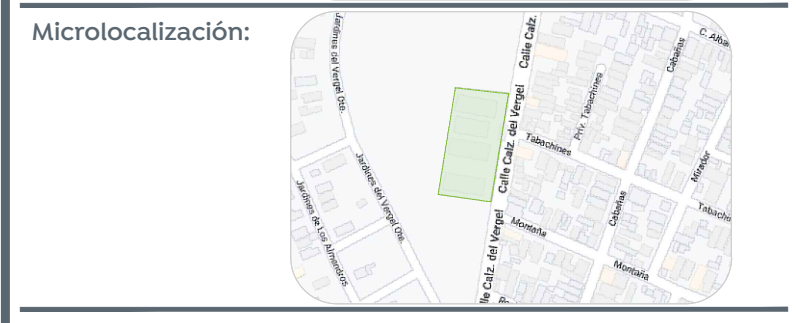 Microlocalización:
Jardines del Vergel Ote.
Calle Calz.
C. Alba
Cabañas
Priv. Tabachines
Calle Calz. del Vergel
Tabachines
Mirador
Jardines del Vergel Ote.
Jardines de Los Almendros
Cabañas
Tabachi
Montaña
Montaña
lle Calz. del Vergel